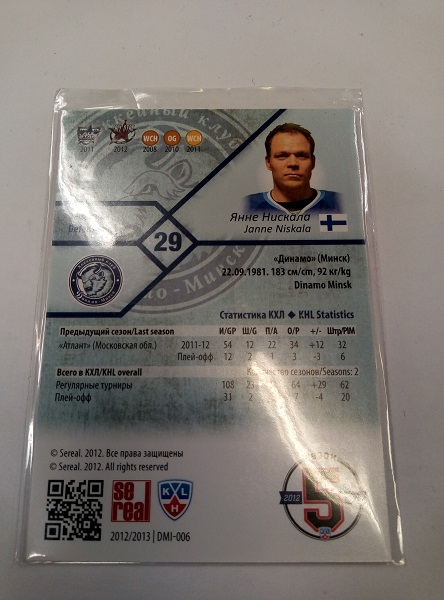 2011
2012
WCH
2008
OG
2010
WCH
2011
Янне Нискала
Janne Niskala
29
«Динамо» (Минск)
22.09.1981. 183 см/cm, 92 кг/kg
Dinamo Minsk
Статистика КХЛ ◆ KHL Statistics
Предыдущий сезон/Last season И/GP Ш/G П/A О/P +/- Штр/PIM
«Атлант» (Московская обл.) 2011-12 54 12 22 34 +12 32
Плей-офф 12 2 1 3 -3 6
Всего в КХЛ/KHL overall Количество сезонов/Seasons: 2
Регулярные турниры 108 64 +29 62
Плей-офф 31 2 7 -4 20
© Sereal. 2012. Все права защищены
© Sereal. 2012. All rights reserved
se
real
KHL
2012/2013 | DMI-006
2012
5